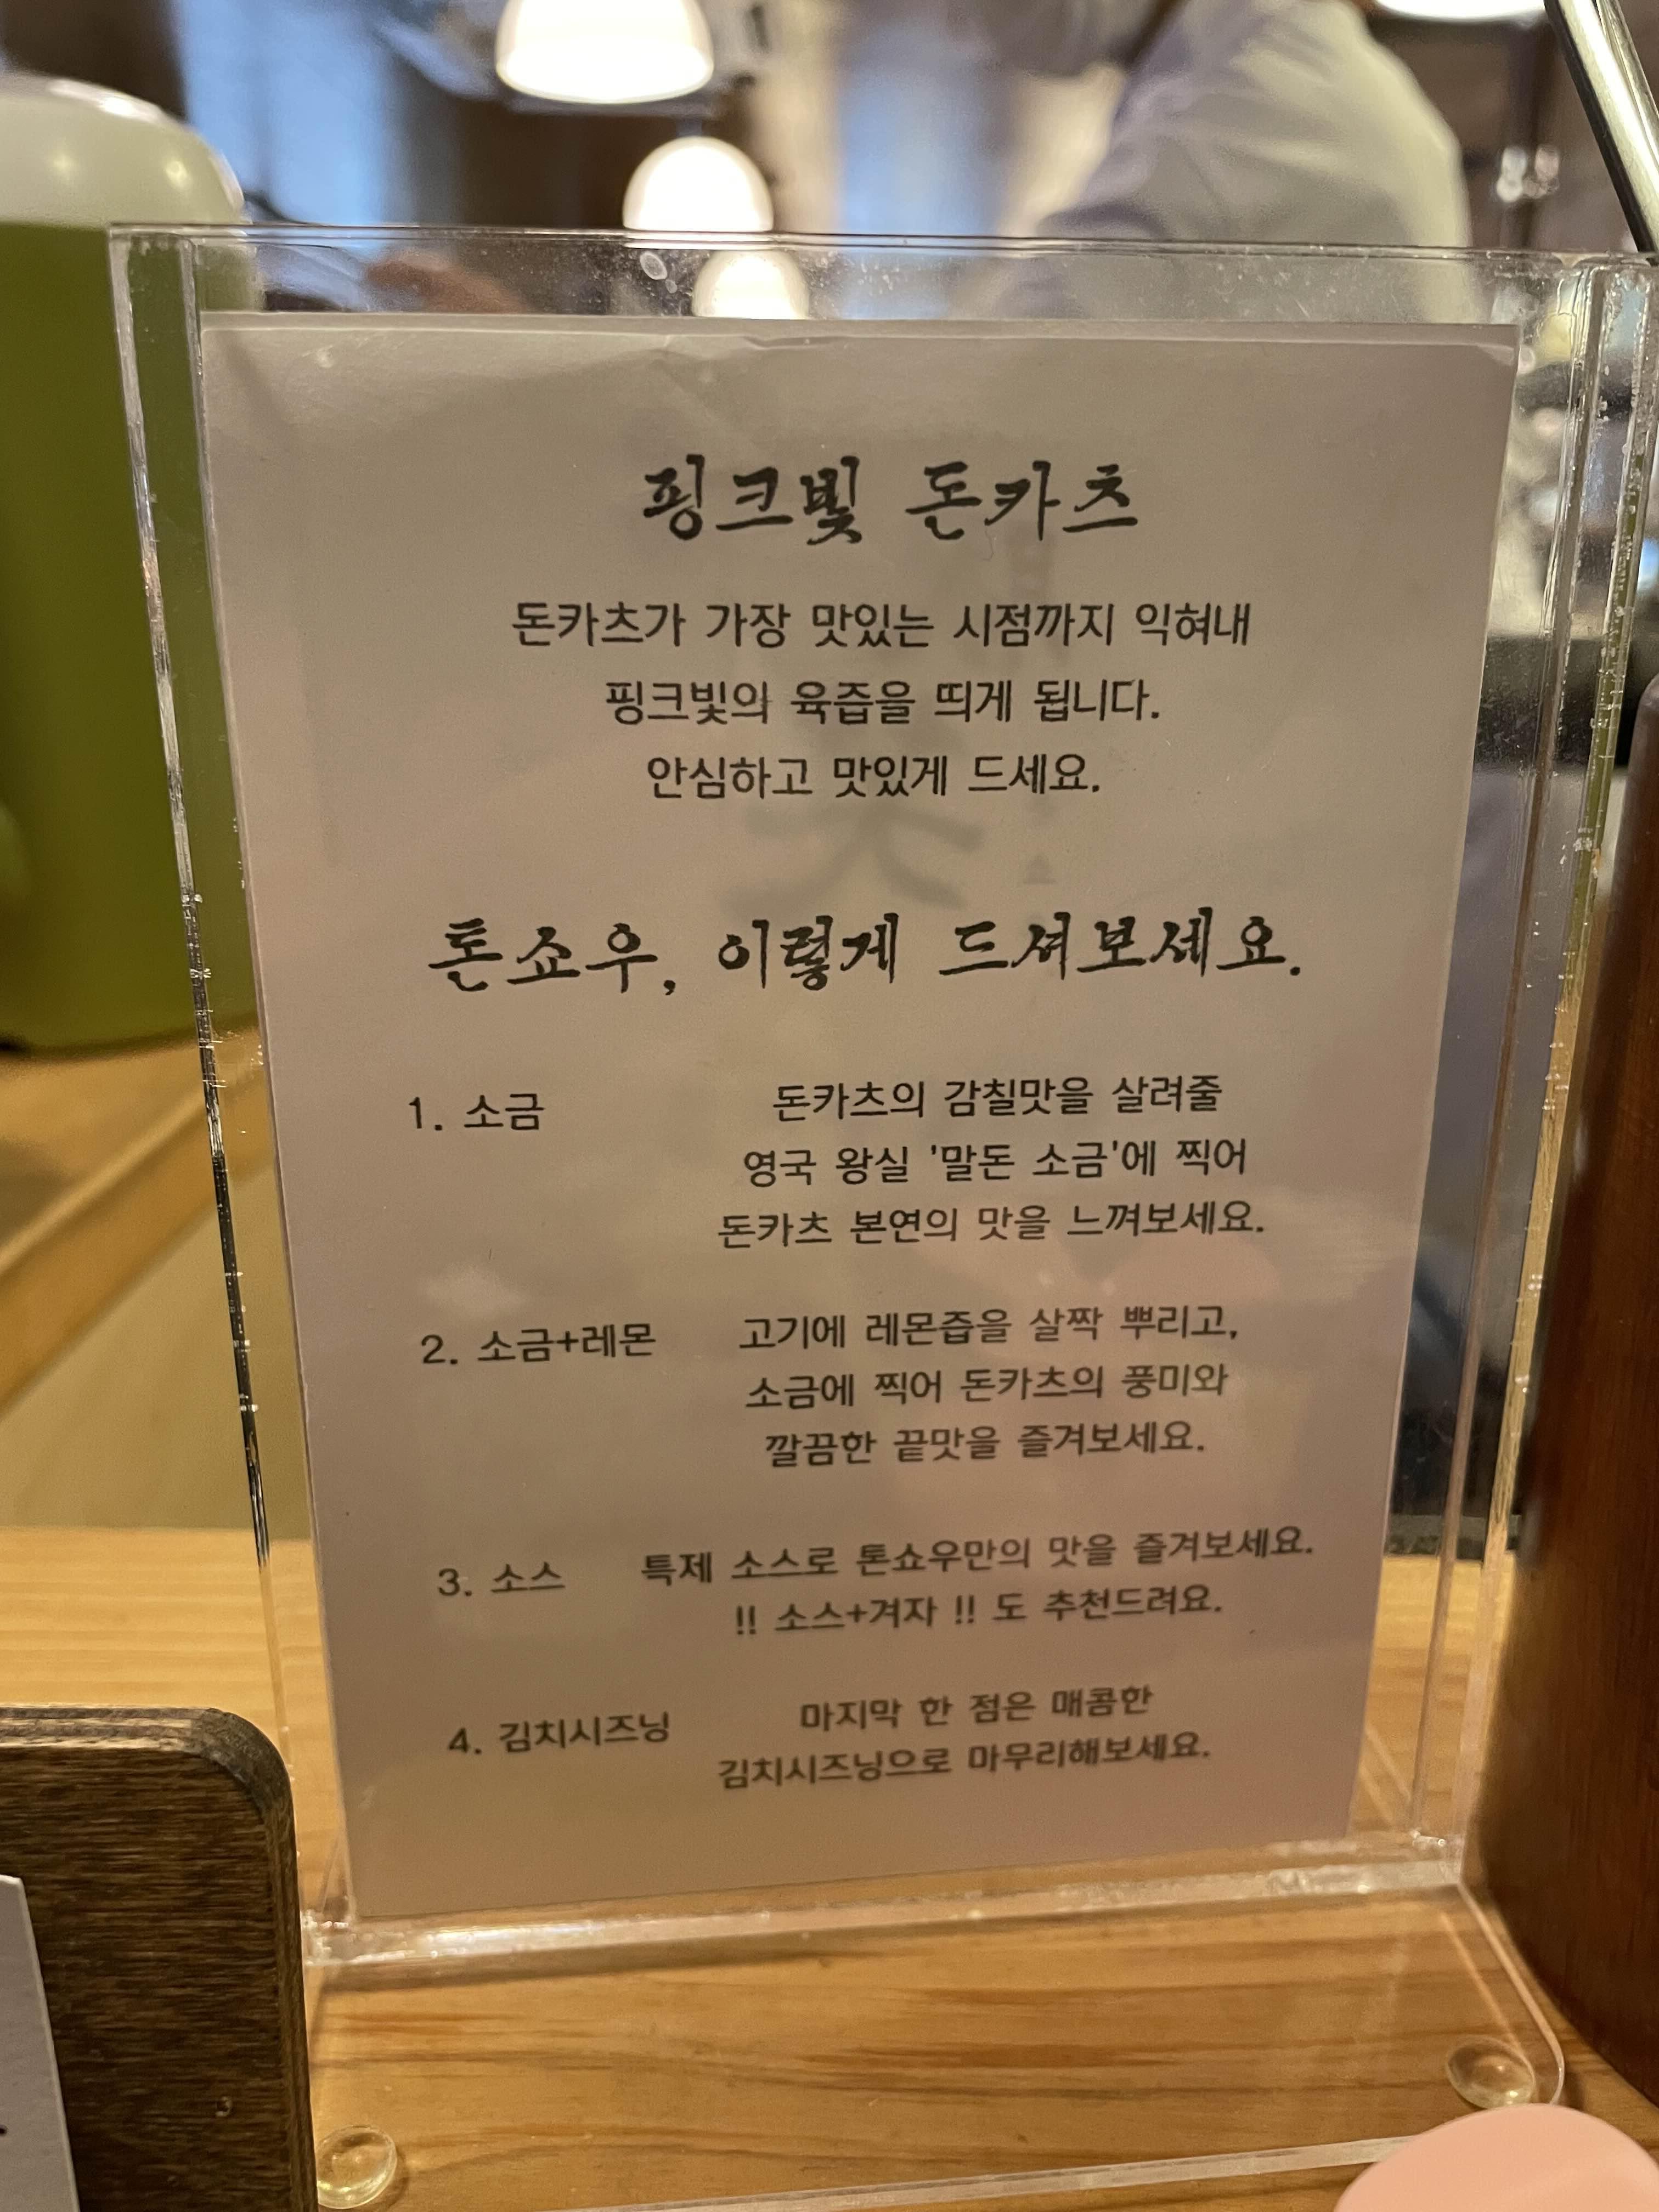 핑크빛 돈카츠
돈카츠가 가장 맛있는 시점까지 익혀내
핑크빛의 육즙을 띄게 됩니다.
안심하고 맛있게 드세요.
톤쇼우, 이렇게 드셔보세요.
1. 소금 돈카츠의 감칠맛을 살려줄
영국 왕실 '말돈 소금'에 찍어
돈카츠 본연의 맛을 느껴보세요.
2. 소금+레몬 고기에 레몬즙을 살짝 뿌리고,
소금에 찍어 돈카츠의 풍미와
깔끔한 끝맛을 즐겨보세요.
3. 소스 특제 소스로 톤쇼우만의 맛을 즐겨보세요.
!! 소스+겨자 !! 도 추천드려요.
4. 김치시즈닝 마지막 한 점은 매콤한
김치시즈닝으로 마무리해보세요.